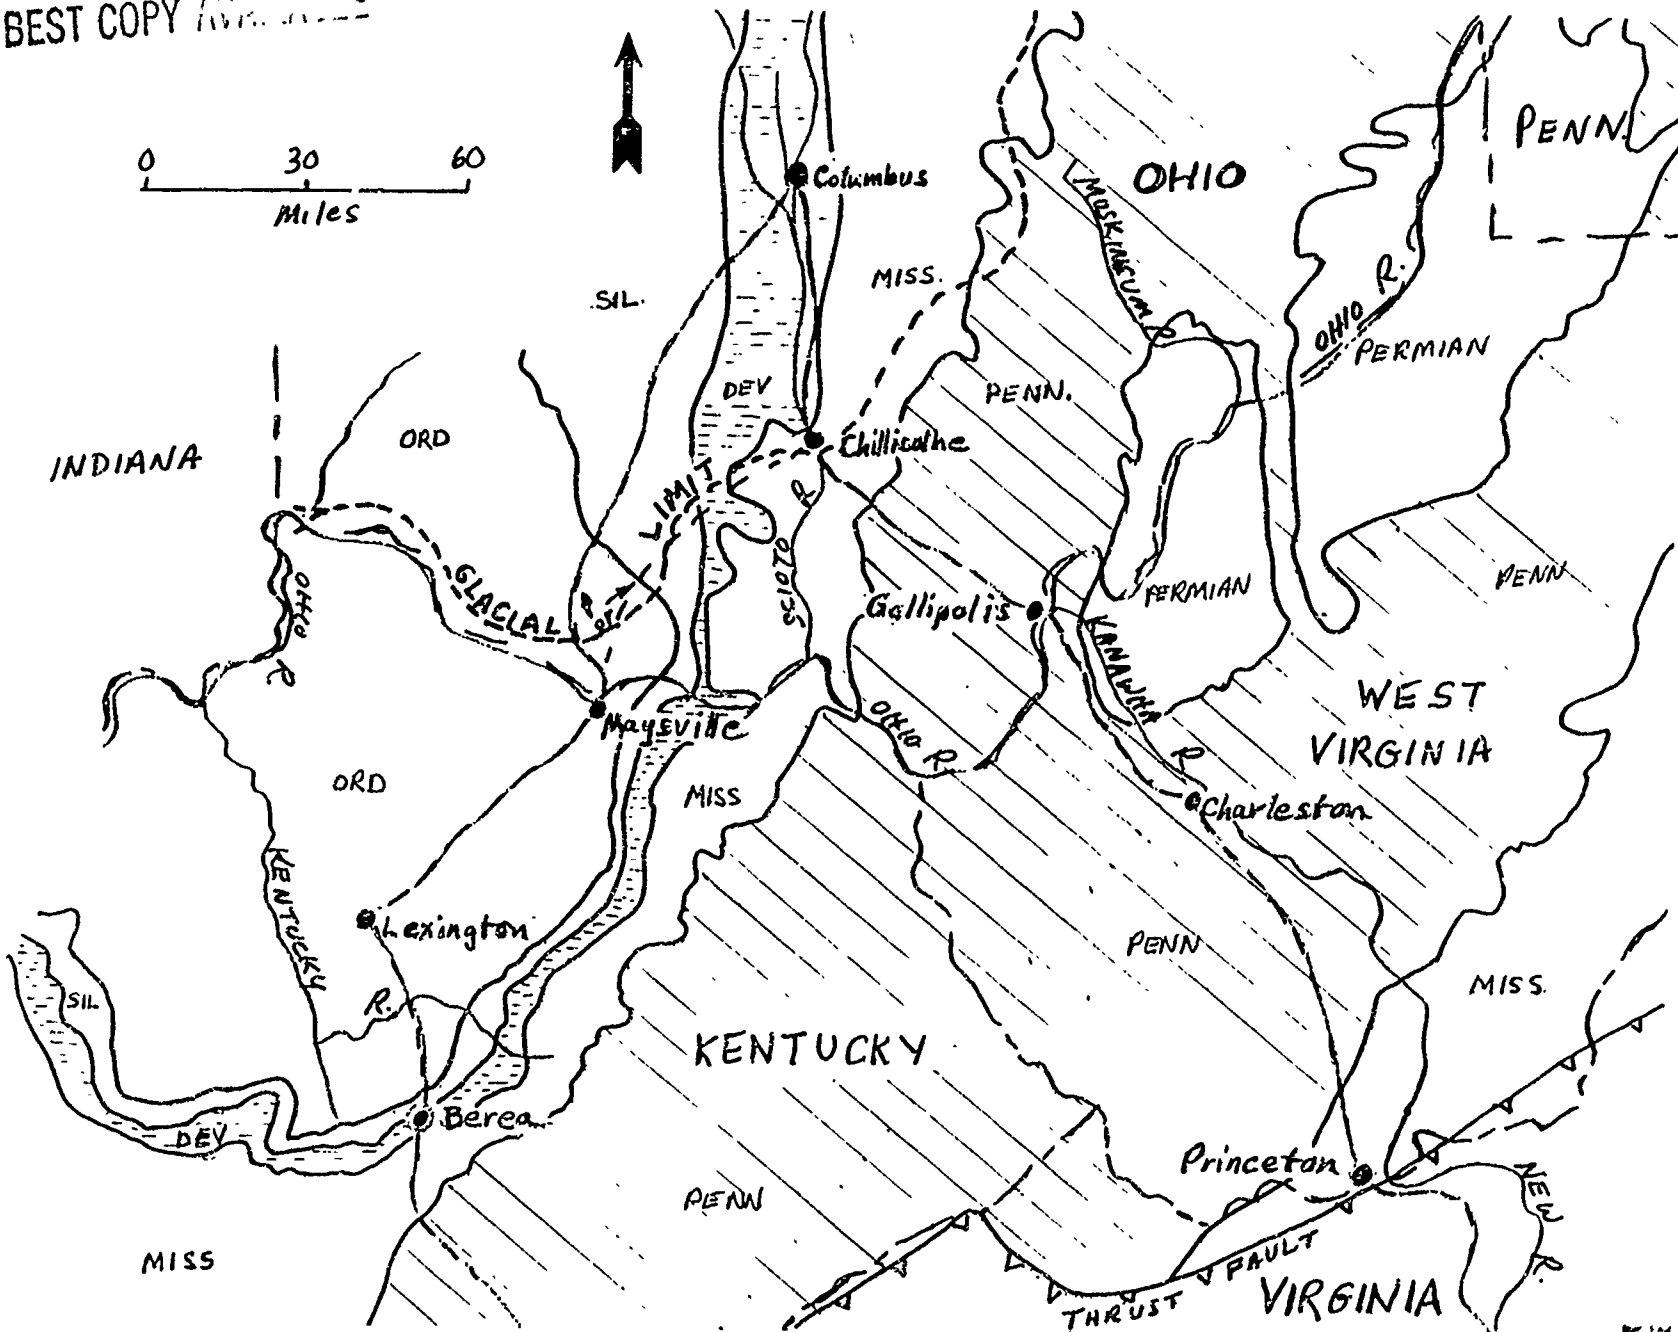 BEST COPY
0 30 60
Miles
Columbus
OHIO
PENN.
MUSKINGUM R
MISS.
SIL.
OHIO R.
PERMIAN
DEV
PENN.
ORD
INDIANA
Chillicothe
LIMIT
R
SCIOTO
GLACIAL
or
OHIO
R
Gallipolis
PERMIAN
PENN
KANAWHA
R
WEST
VIRGINIA
Maysville
OHIO R.
ORD
MISS
Charleston
KENTUCKY
R.
Lexington
PENN
SIL
MISS.
KENTUCKY
Berea
DEV
Princeton
PENN
NEW
R.
MISS
THRUST FAULT
VIRGINIA